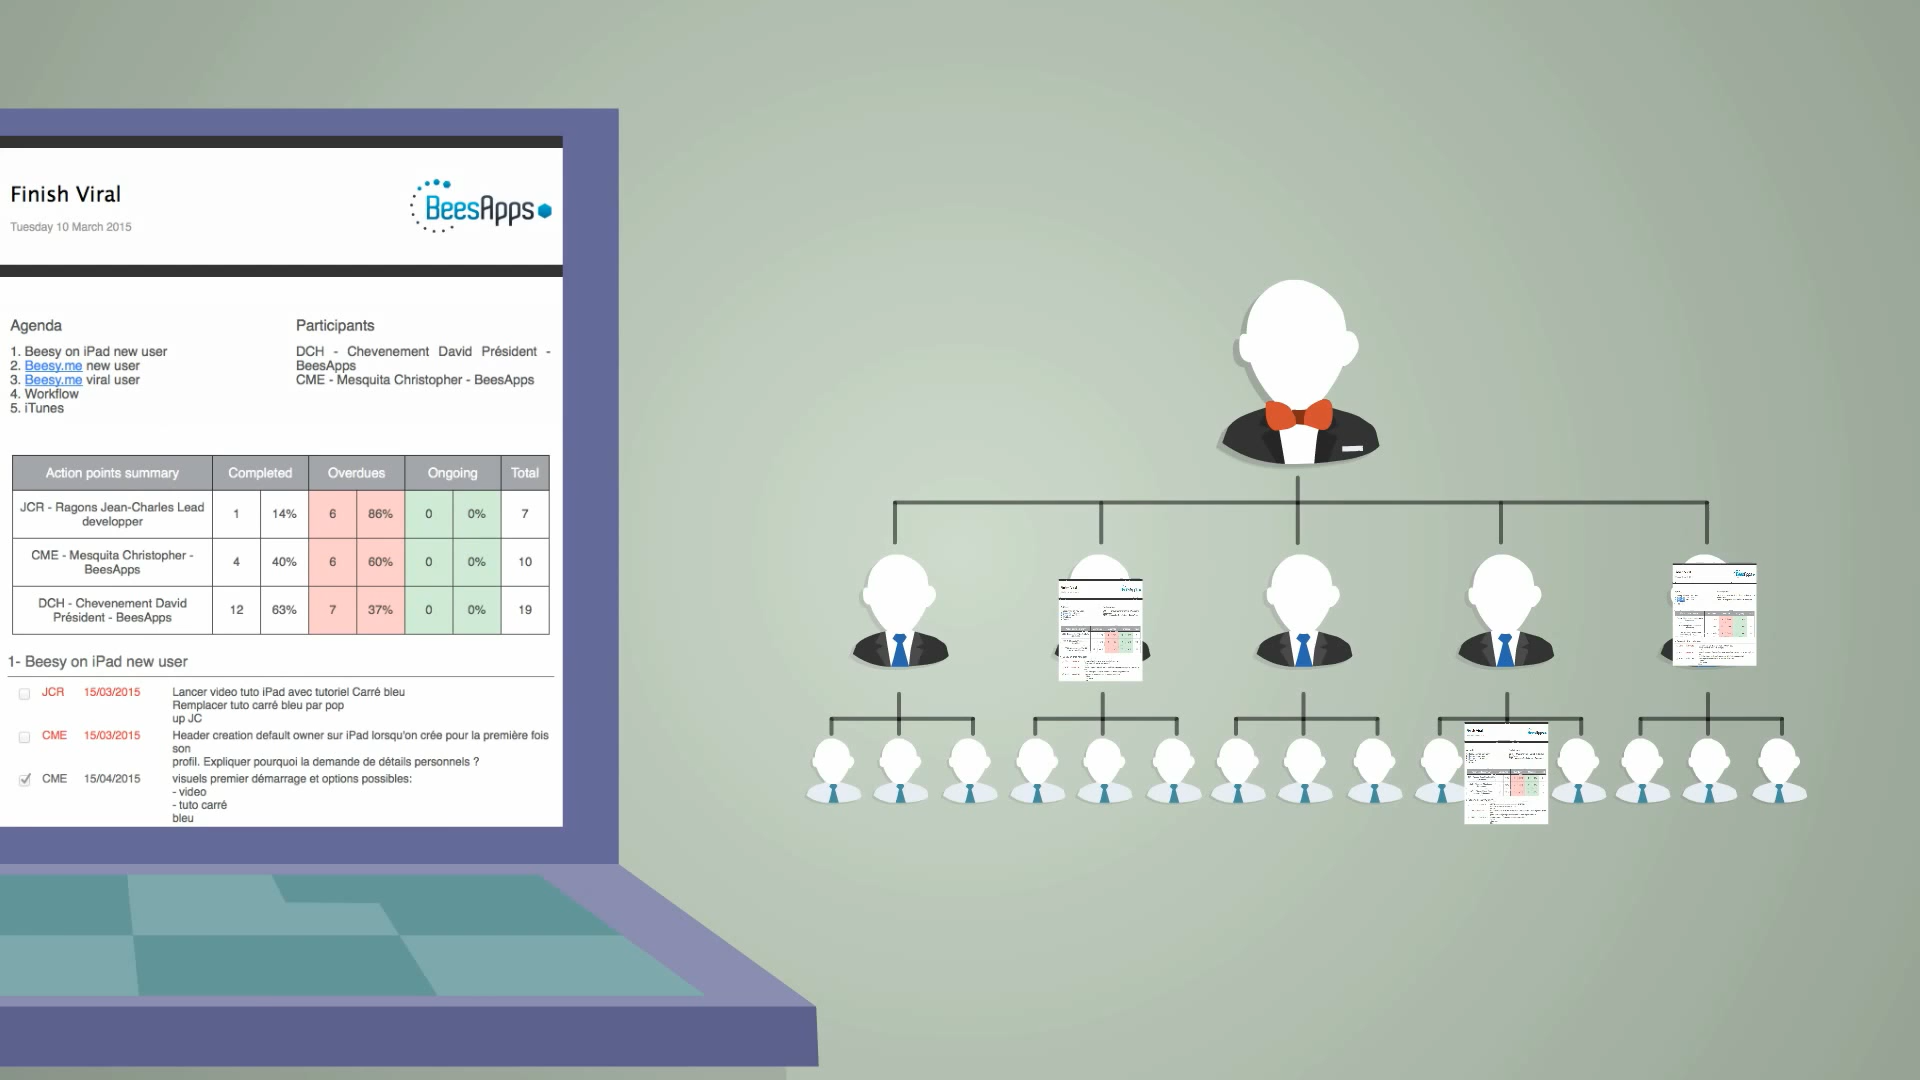 Finish Viral
Tuesday 10 March 2015
BeesApps
Agenda
1. Beesy on iPad new user
2. Beesy.me new user
3. Beesy.me viral user
4. Workflow
5. iTunes
Participants
DCH - Chevenement David Président -
BeesApps
CME - Mesquita Christopher - BeesApps
Action points summary Completed Overdues Ongoing Total
JCR - Ragons Jean-Charles Lead
developper
1 14% 6 86% 0 0% 7
CME - Mesquita Christopher -
BeesApps
4 40% 6 60% 0 0% 10
DCH - Chevenement David
Président - BeesApps
12 63% 7 37% 0 0% 19
1- Beesy on iPad new user
JCR 15/03/2015 Lancer video tuto iPad avec tutoriel Carré bleu
Remplacer tuto carré bleu par pop
up JC
CME 15/03/2015 Header creation default owner sur iPad lorsqu'on crée pour la première fois
son
profil. Expliquer pourquoi la demande de détails personnels ?
CME 15/04/2015 visuels premier démarrage et options possibles:
- video
- tuto carré
bleu